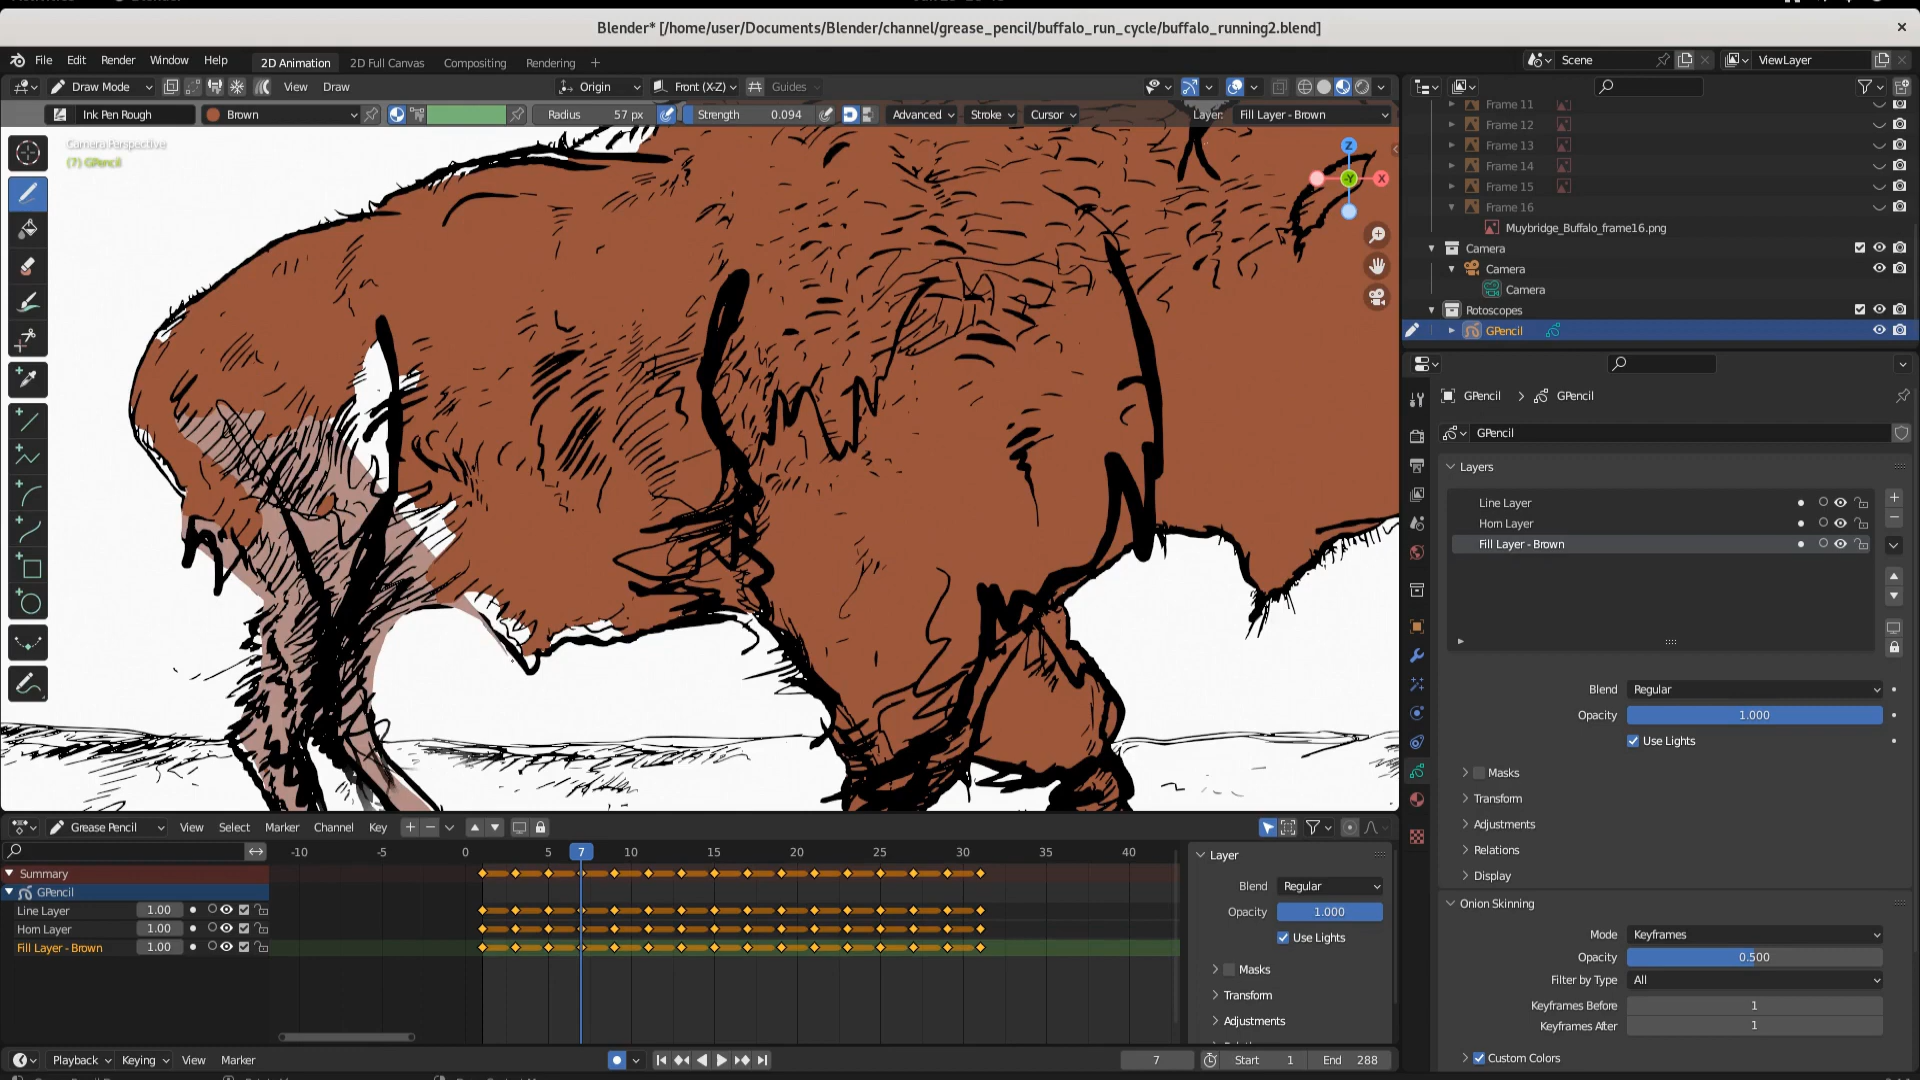 Blender* [/home/user/Documents/Blender/channel/grease_pencil/buffalo_run_cycle/buffalo_running2.blend]
File Edit Render Window Help 2D Animation 2D Full Canvas Compositing Rendering Scene ViewLayer
Draw Mode View Draw Origin Front (X-Z) Guides
Ink Pen Rough Brown Radius 57 px Strength 0.094 Advanced Stroke Cursor Layer: Fill Layer - Brown
Camera Perspective
(7) GPencil
Z
-Y
X
Frame 11
Frame 12
Frame 13
Frame 14
Frame 15
Frame 16
Muybridge_Buffalo_frame16.png
Camera
Camera
Camera
Rotoscopes
GPencil
GPencil GPencil
GPencil
Layers
Line Layer
Horn Layer
Fill Layer - Brown
Blend Regular
Opacity 1.000
Use Lights
Masks
Transform
Adjustments
Relations
Display
Onion Skinning
Mode Keyframes
Opacity 0.500
Filter by Type All
Keyframes Before 1
Keyframes After 1
Custom Colors
Grease Pencil View Select Marker Channel Key
-10 -5 0 5 7 10 15 20 25 30 35 40
Summary
GPencil
Line Layer 1.00
Horn Layer 1.00
Fill Layer - Brown 1.00
Layer
Blend Regular
Opacity 1.000
Use Lights
Masks
Transform
Adjustments
Playback Keying View Marker 7 Start 1 End 288